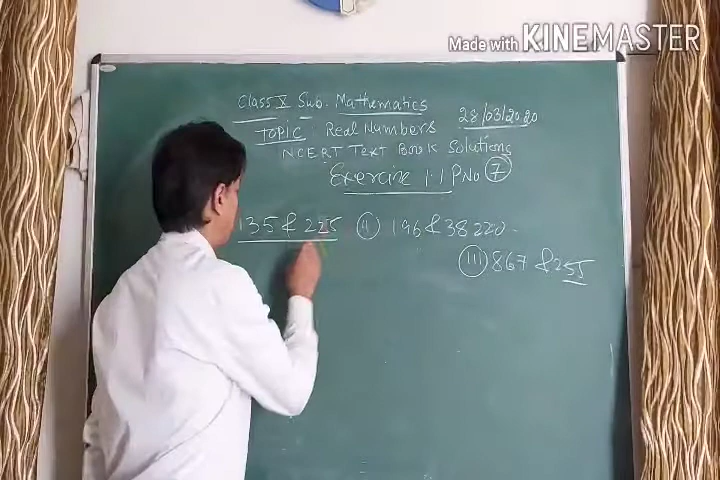 Made with KINEMASTER
Class X Sub. Mathematics
28/03/2020
Topic Real Numbers
NCERT Text Book Solutions
Exercise 1.1 P No 7
135 & 225 (ii) 196 & 38220.
(iii) 867 & 255